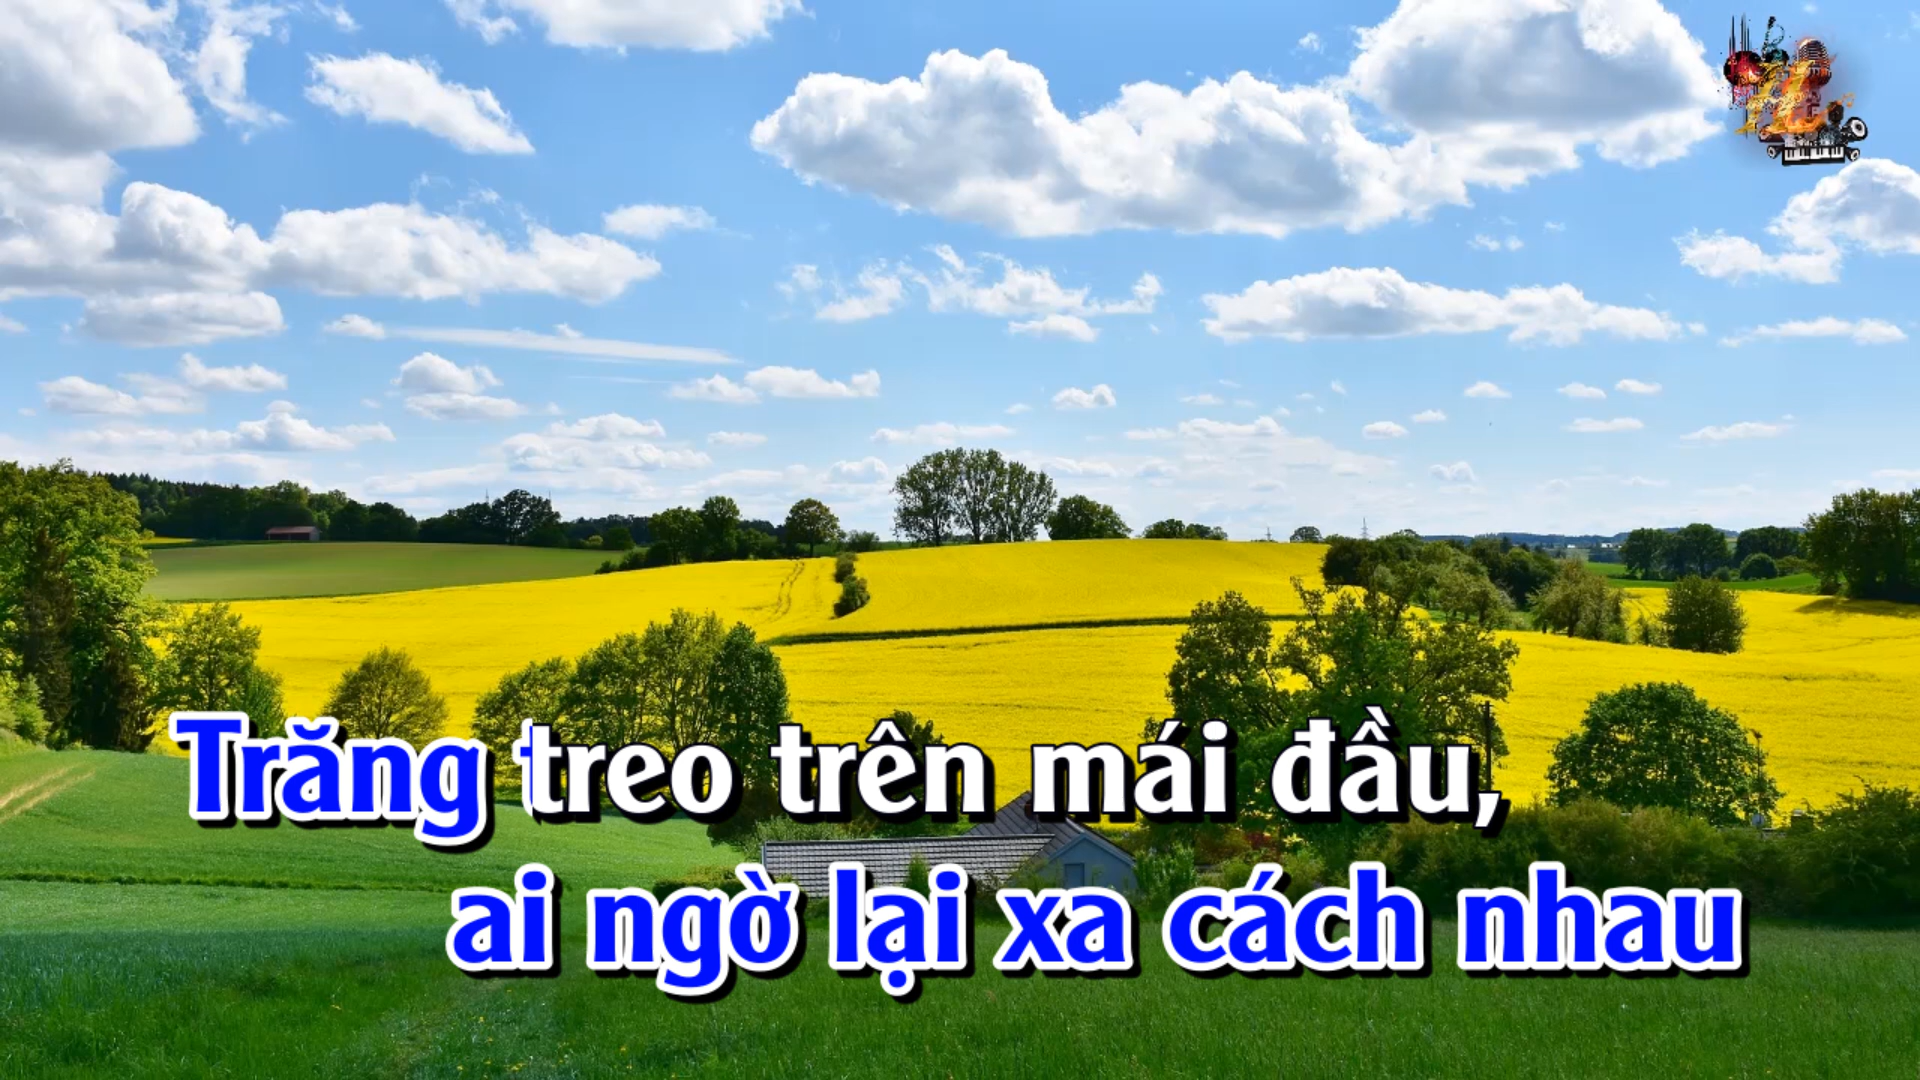 Trăng treo trên mái đầu,
ai ngờ lại xa cách nhau